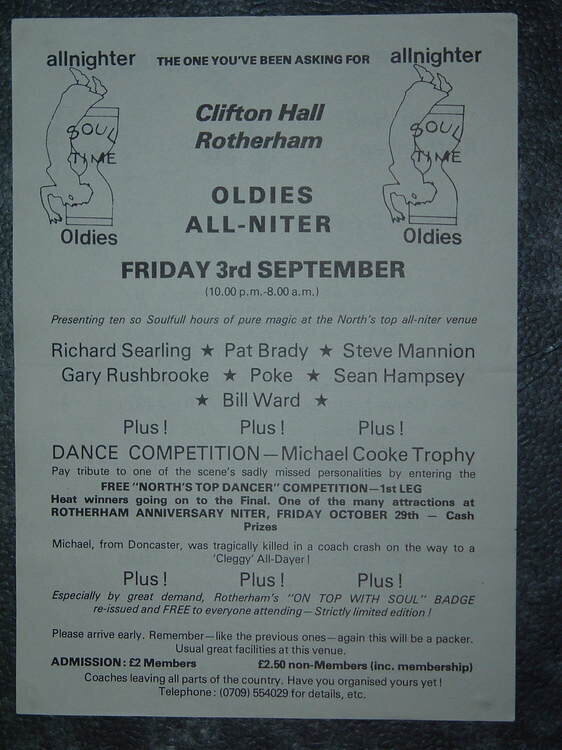 allnighter THE ONE YOU'VE BEEN ASKING FOR allnighter
SOUL TIME
Oldies
SOUL TIME
Oldies
Clifton Hall
Rotherham
OLDIES
ALL-NITER
FRIDAY 3rd SEPTEMBER
(10.00 p.m.-8.00 a.m.)
Presenting ten so Soulfull hours of pure magic at the North's top all-niter venue
Richard Searling ★ Pat Brady ★ Steve Mannion
Gary Rushbrooke ★ Poke ★ Sean Hampsey
★ Bill Ward ★
Plus! Plus! Plus!
DANCE COMPETITION—Michael Cooke Trophy
Pay tribute to one of the scene's sadly missed personalities by entering the
FREE "NORTH'S TOP DANCER" COMPETITION—1st LEG
Heat winners going on to the Final. One of the many attractions at
ROTHERHAM ANNIVERSARY NITER, FRIDAY OCTOBER 29th — Cash
Prizes
Michael, from Doncaster, was tragically killed in a coach crash on the way to a
'Cleggy' All-Dayer!
Plus! Plus! Plus!
Especially by great demand, Rotherham's "ON TOP WITH SOUL" BADGE
re-issued and FREE to everyone attending—Strictly limited edition!
Please arrive early. Remember—like the previous ones—again this will be a packer.
Usual great facilities at this venue.
ADMISSION: £2 Members £2.50 non-Members (inc. membership)
Coaches leaving all parts of the country. Have you organised yours yet!
Telephone: (0709) 554029 for details, etc.